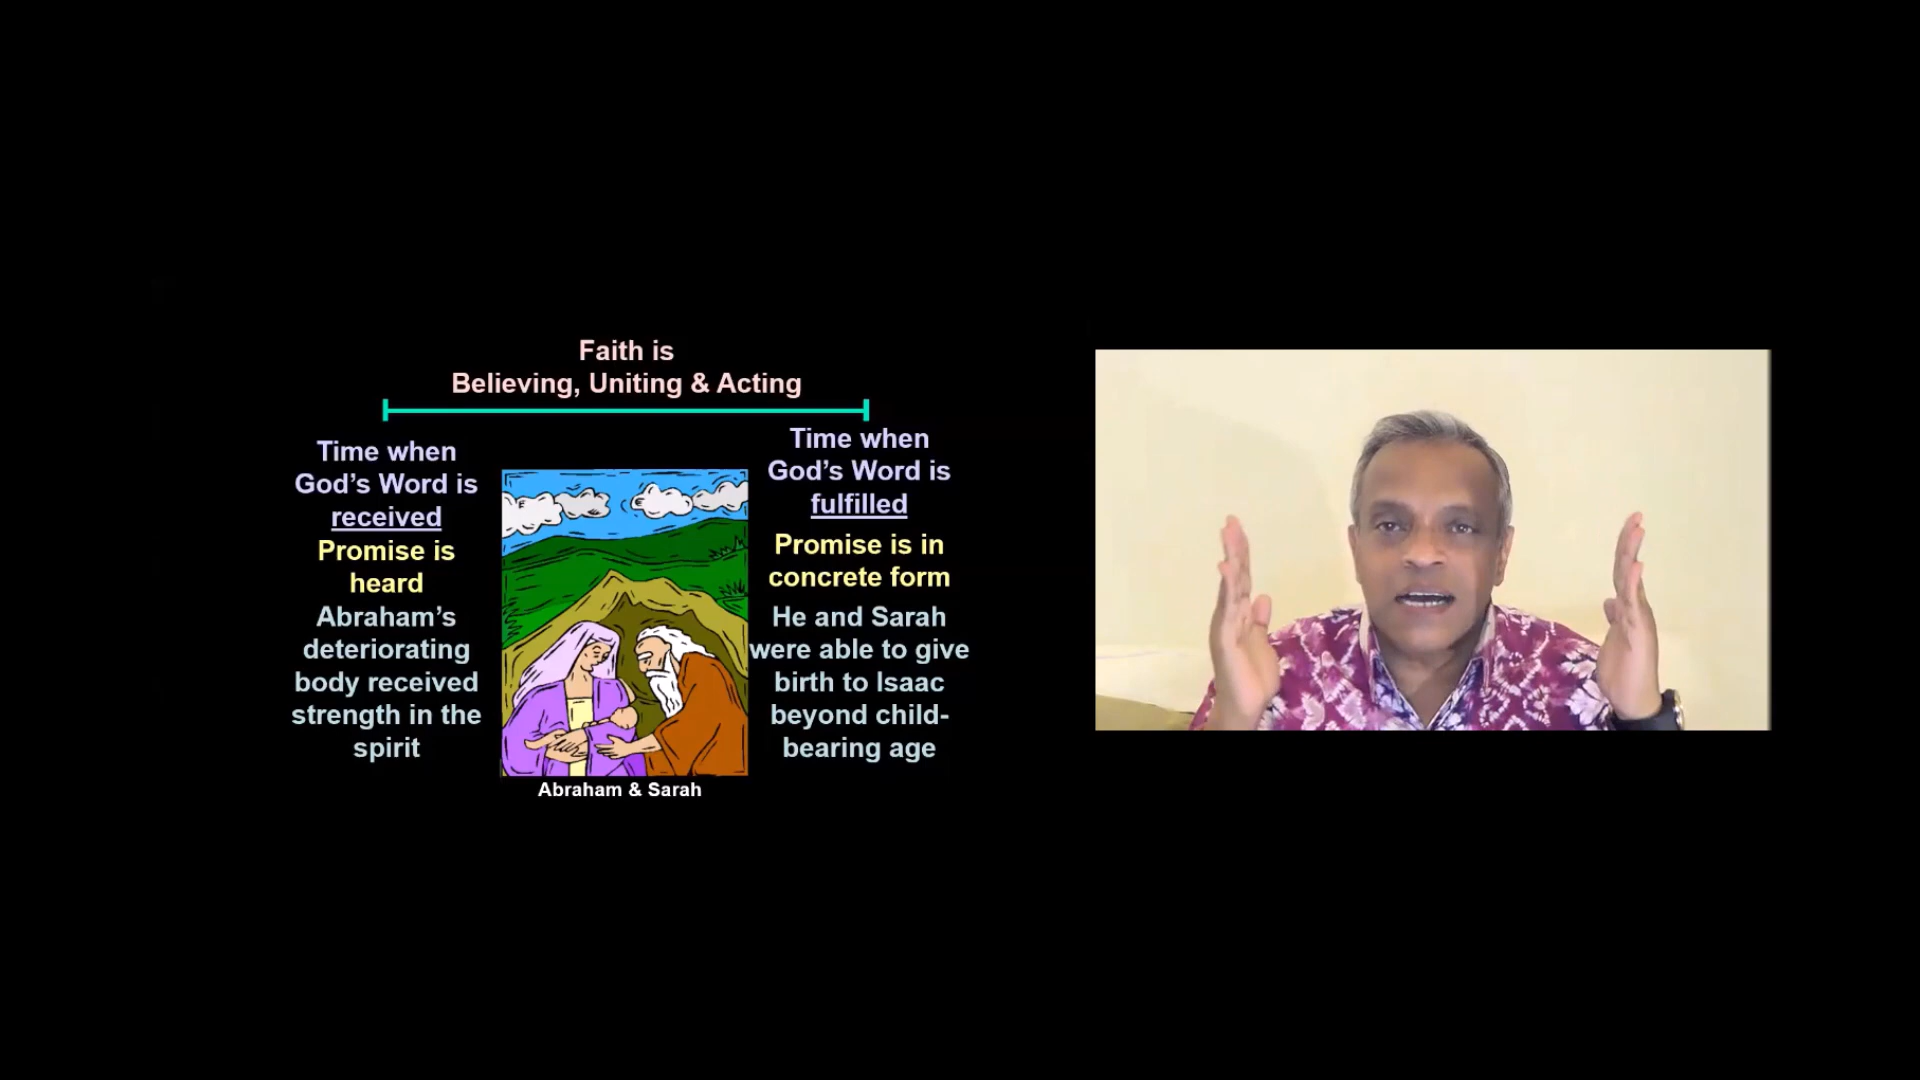 Faith is
Believing, Uniting & Acting
Time when
God’s Word is
received
Promise is
heard
Abraham’s
deteriorating
body received
strength in the
spirit
Time when
God’s Word is
fulfilled
Promise is in
concrete form
He and Sarah
were able to give
birth to Isaac
beyond child-
bearing age
Abraham & Sarah